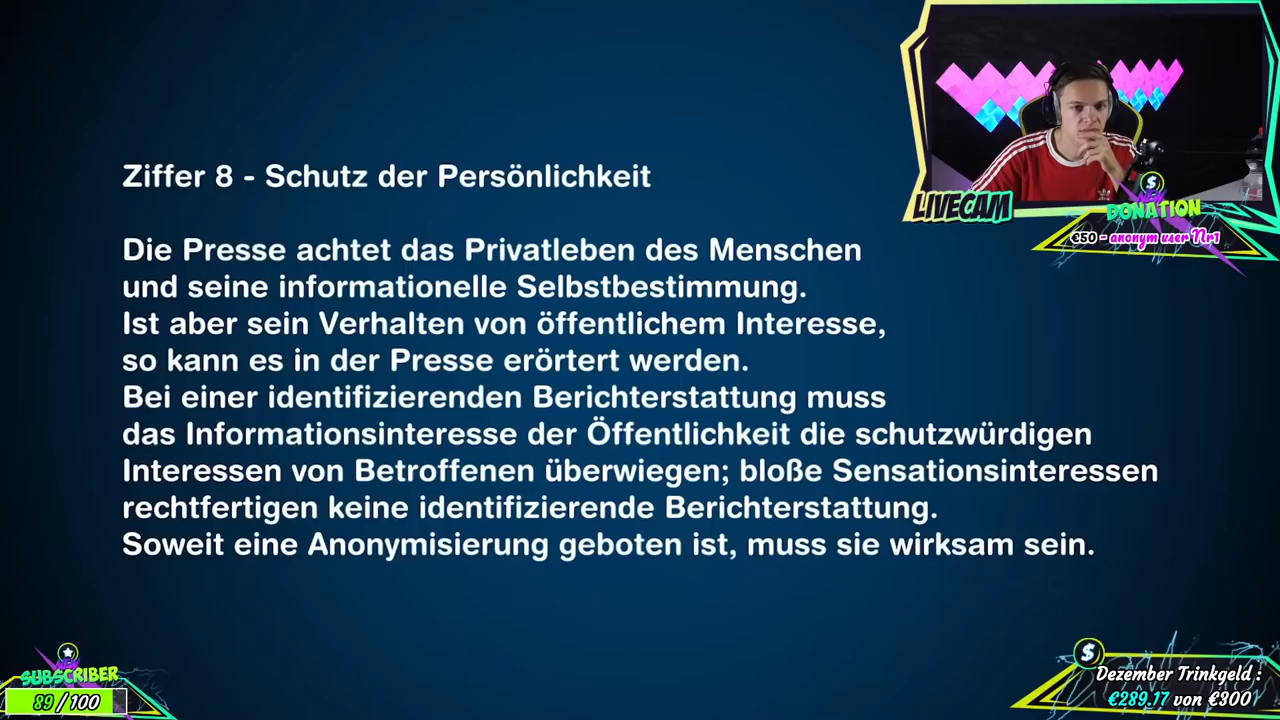 Ziffer 8 - Schutz der Persönlichkeit
Die Presse achtet das Privatleben des Menschen
und seine informationelle Selbstbestimmung.
Ist aber sein Verhalten von öffentlichem Interesse,
so kann es in der Presse erörtert werden.
Bei einer identifizierenden Berichterstattung muss
das Informationsinteresse der Öffentlichkeit die schutzwürdigen
Interessen von Betroffenen überwiegen; bloße Sensationsinteressen
rechtfertigen keine identifizierende Berichterstattung.
Soweit eine Anonymisierung geboten ist, muss sie wirksam sein.
LIVECAM
$
NEW
DONATION
€50 - anonym user Nr1
NEW
SUBSCRIBER
89 / 100
$
Dezember Trinkgeld :
€289.17 von €300